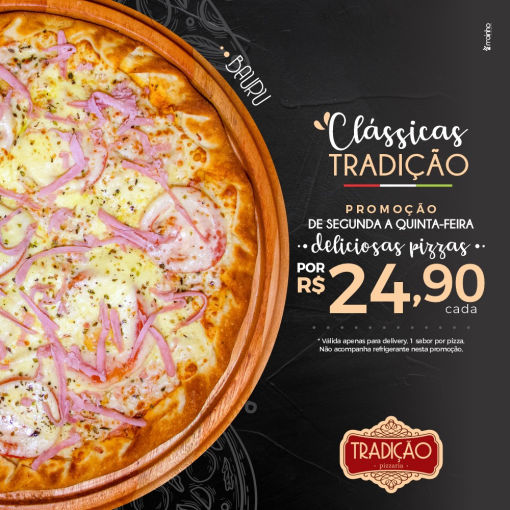 mainho
BAURU
Clássicas
TRADIÇÃO
PROMOÇÃO
DE SEGUNDA A QUINTA-FEIRA
deliciosas pizzas
POR
R$ 24,90
cada
* Válida apenas para delivery, 1 sabor por pizza.
Não acompanha refrigerante nesta promoção.
TRADIÇÃO
pizzaria